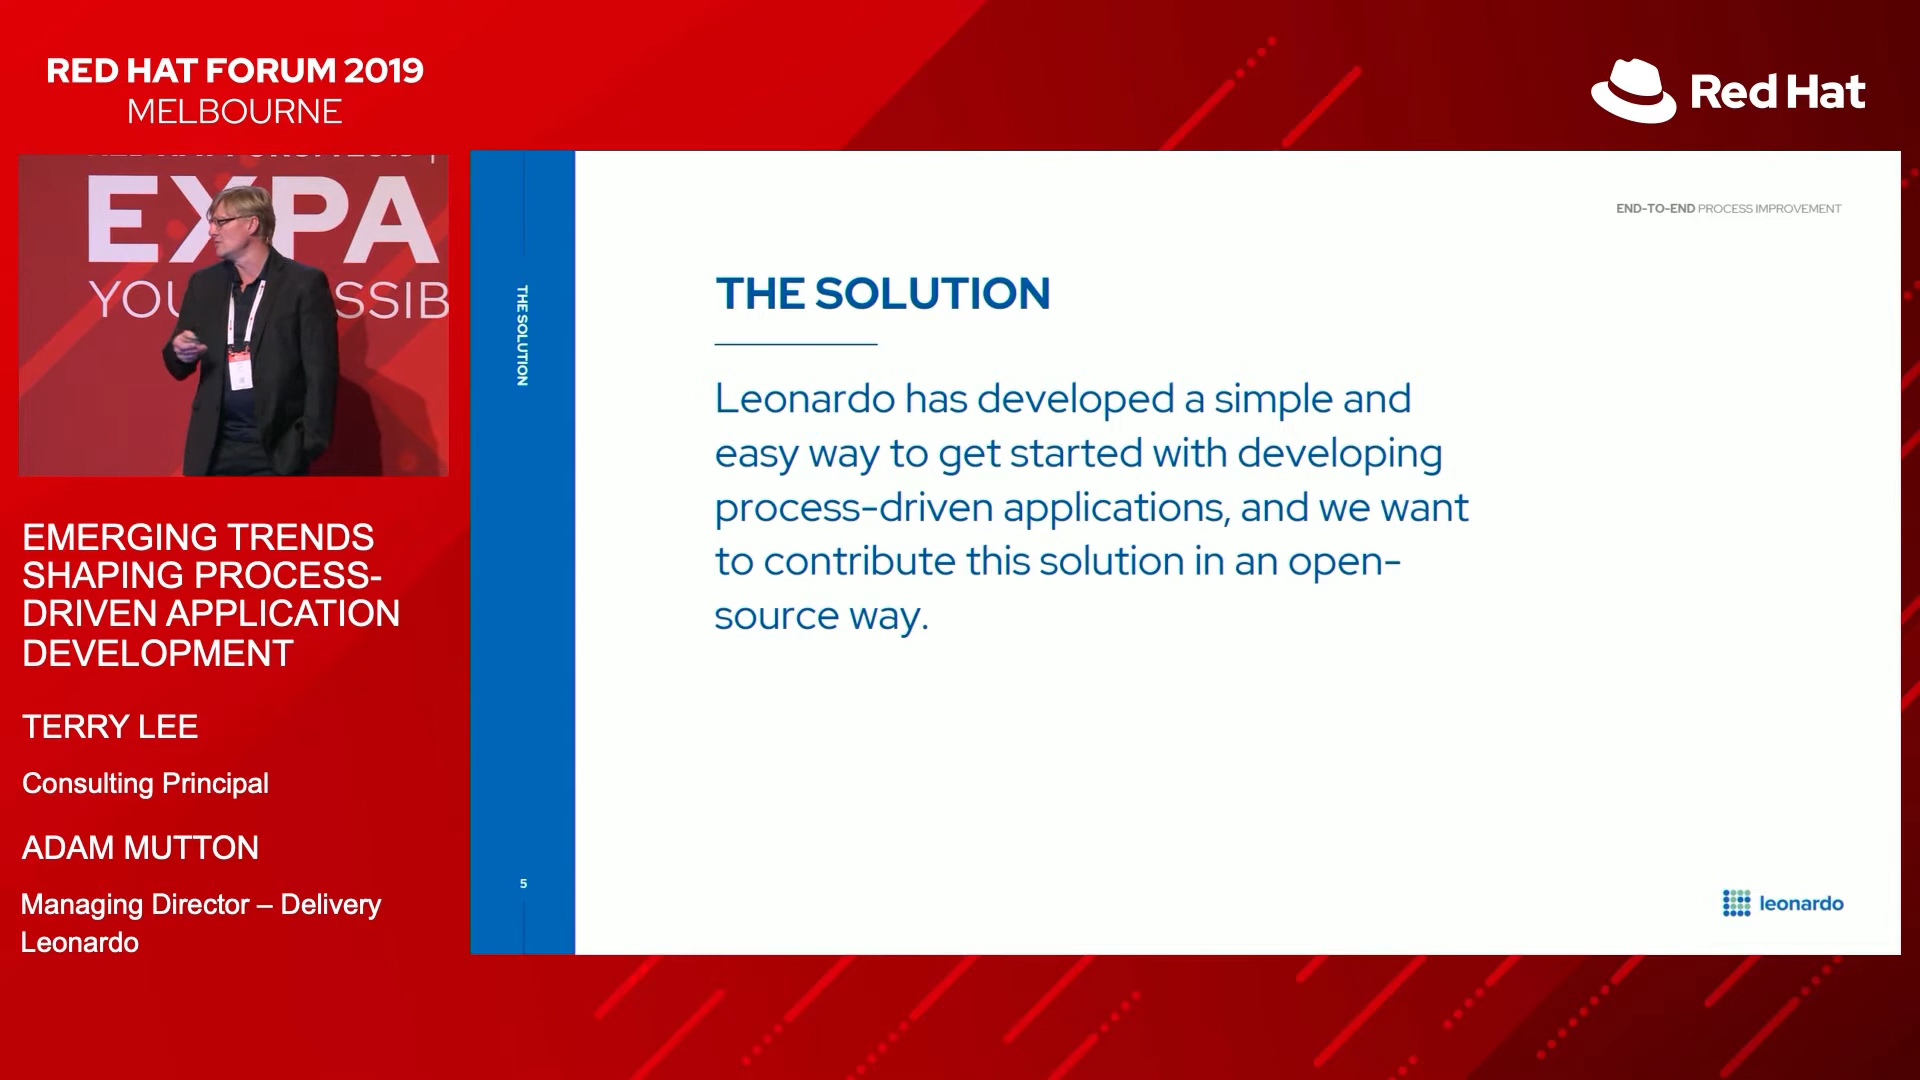 RED HAT FORUM 2019
MELBOURNE
Red Hat
EXPA
YOU
SSIB
EMERGING TRENDS
SHAPING PROCESS-
DRIVEN APPLICATION
DEVELOPMENT
TERRY LEE
Consulting Principal
ADAM MUTTON
Managing Director – Delivery
Leonardo
THE SOLUTION
5
END-TO-END PROCESS IMPROVEMENT
THE SOLUTION
Leonardo has developed a simple and
easy way to get started with developing
process-driven applications, and we want
to contribute this solution in an open-
source way.
leonardo